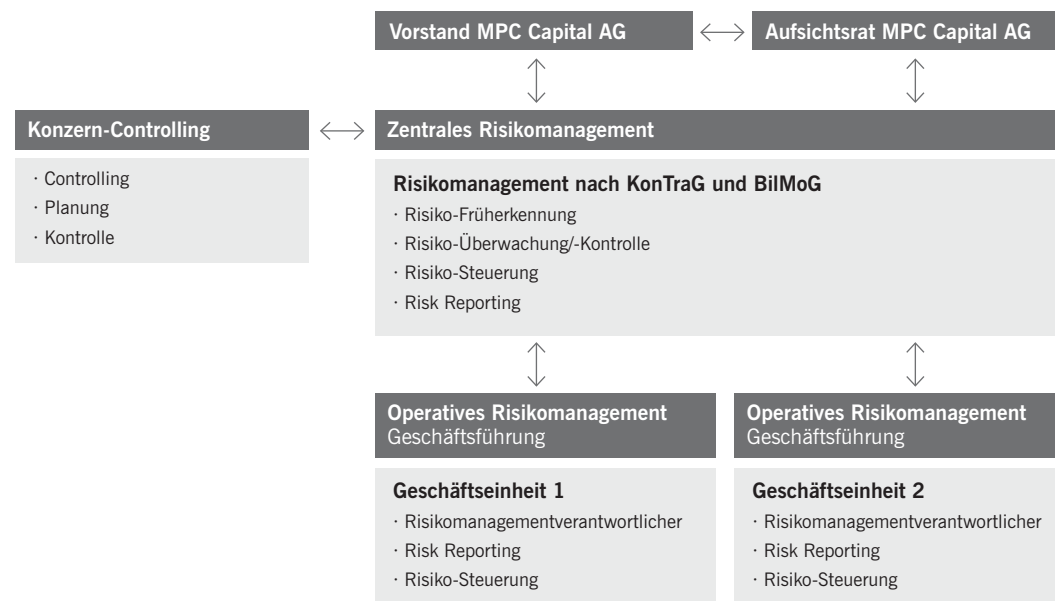 Vorstand MPC Capital AG
Aufsichtsrat MPC Capital AG
Konzern-Controlling
· Controlling
· Planung
· Kontrolle
Zentrales Risikomanagement
Risikomanagement nach KonTraG und BilMoG
· Risiko-Früherkennung
· Risiko-Überwachung/-Kontrolle
· Risiko-Steuerung
· Risk Reporting
Operatives Risikomanagement
Geschäftsführung
Geschäftseinheit 1
· Risikomanagementverantwortlicher
· Risk Reporting
· Risiko-Steuerung
Operatives Risikomanagement
Geschäftsführung
Geschäftseinheit 2
· Risikomanagementverantwortlicher
· Risk Reporting
· Risiko-Steuerung